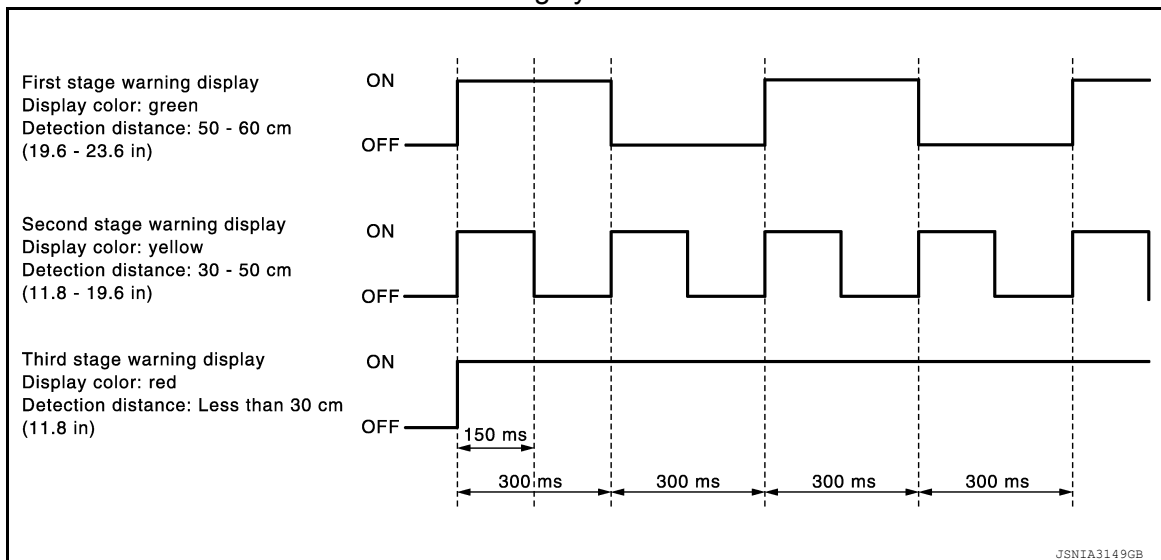 First stage warning display
Display color: green
Detection distance: 50 - 60 cm
(19.6 - 23.6 in)
ON
OFF
Second stage warning display
Display color: yellow
Detection distance: 30 - 50 cm
(11.8 - 19.6 in)
ON
OFF
Third stage warning display
Display color: red
Detection distance: Less than 30 cm
(11.8 in)
ON
OFF
150 ms
300 ms
300 ms
300 ms
300 ms
JSNIA3149GB